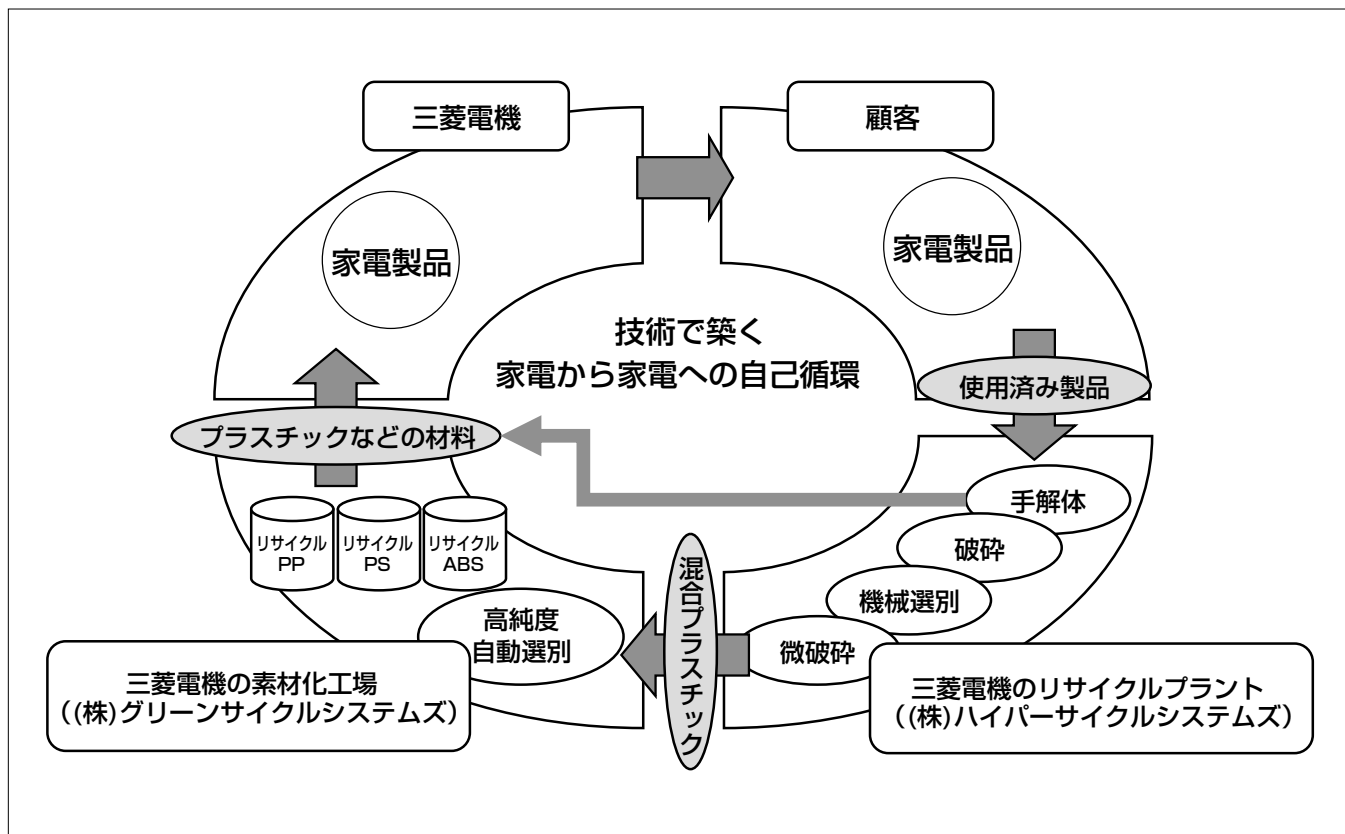 三菱電機
顧客
家電製品
家電製品
技術で築く
家電から家電への自己循環
使用済み製品
プラスチックなどの材料
手解体
破砕
機械選別
微破砕
混合プラスチック
リサイクル
PP
リサイクル
PS
リサイクル
ABS
高純度
自動選別
三菱電機の素材化工場
((株)グリーンサイクルシステムズ)
三菱電機のリサイクルプラント
((株)ハイパーサイクルシステムズ)